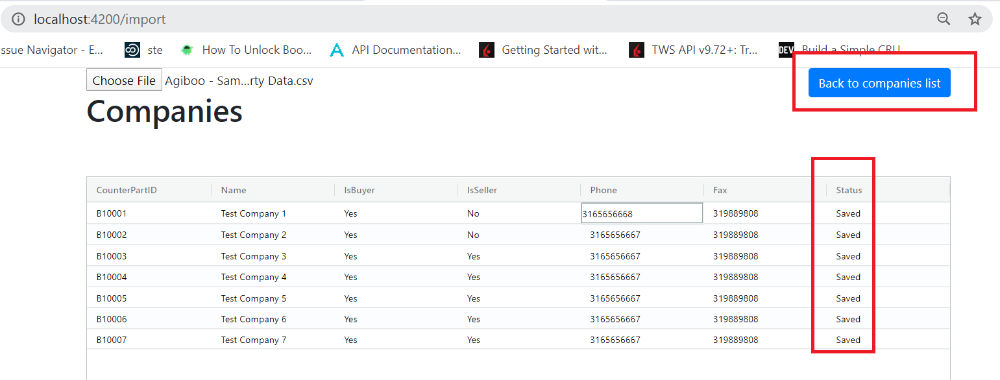 localhost:4200/import
ssue Navigator - E... ste How To Unlock Boo... API Documentation... Getting Started wit... TWS API v9.72+: Tr... DEV Build a Simple CRU
Choose File Agiboo - Sam...rty Data.csv Back to companies list
Companies
CounterPartID Name IsBuyer IsSeller Phone Fax Status
B10001 Test Company 1 Yes No 3165656668 319889808 Saved
B10002 Test Company 2 Yes No 3165656667 319889808 Saved
B10003 Test Company 3 Yes Yes 3165656667 319889808 Saved
B10004 Test Company 4 Yes Yes 3165656667 319889808 Saved
B10005 Test Company 5 Yes Yes 3165656667 319889808 Saved
B10006 Test Company 6 Yes Yes 3165656667 319889808 Saved
B10007 Test Company 7 Yes Yes 3165656667 319889808 Saved